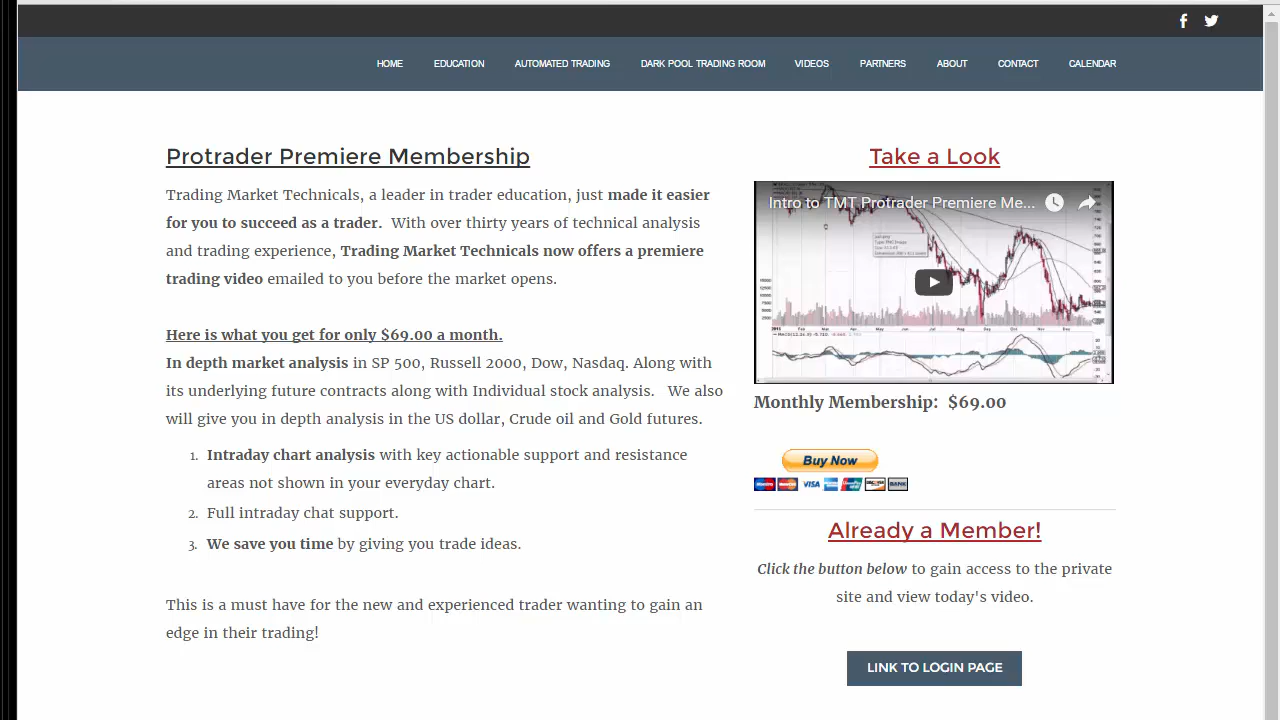 HOME EDUCATION AUTOMATED TRADING DARK POOL TRADING ROOM VIDEOS PARTNERS ABOUT CONTACT CALENDAR
Protrader Premiere Membership
Trading Market Technicals, a leader in trader education, just made it easier
for you to succeed as a trader. With over thirty years of technical analysis
and trading experience, Trading Market Technicals now offers a premiere
trading video emailed to you before the market opens.
Here is what you get for only $69.00 a month.
In depth market analysis in SP 500, Russell 2000, Dow, Nasdaq. Along with
its underlying future contracts along with Individual stock analysis. We also
will give you in depth analysis in the US dollar, Crude oil and Gold futures.
1. Intraday chart analysis with key actionable support and resistance
areas not shown in your everyday chart.
2. Full intraday chat support.
3. We save you time by giving you trade ideas.
This is a must have for the new and experienced trader wanting to gain an
edge in their trading!
Take a Look
Intro to TMT Protrader Premiere Me...
Monthly Membership: $69.00
Buy Now
VISA
BANK
Already a Member!
Click the button below to gain access to the private
site and view today's video.
LINK TO LOGIN PAGE